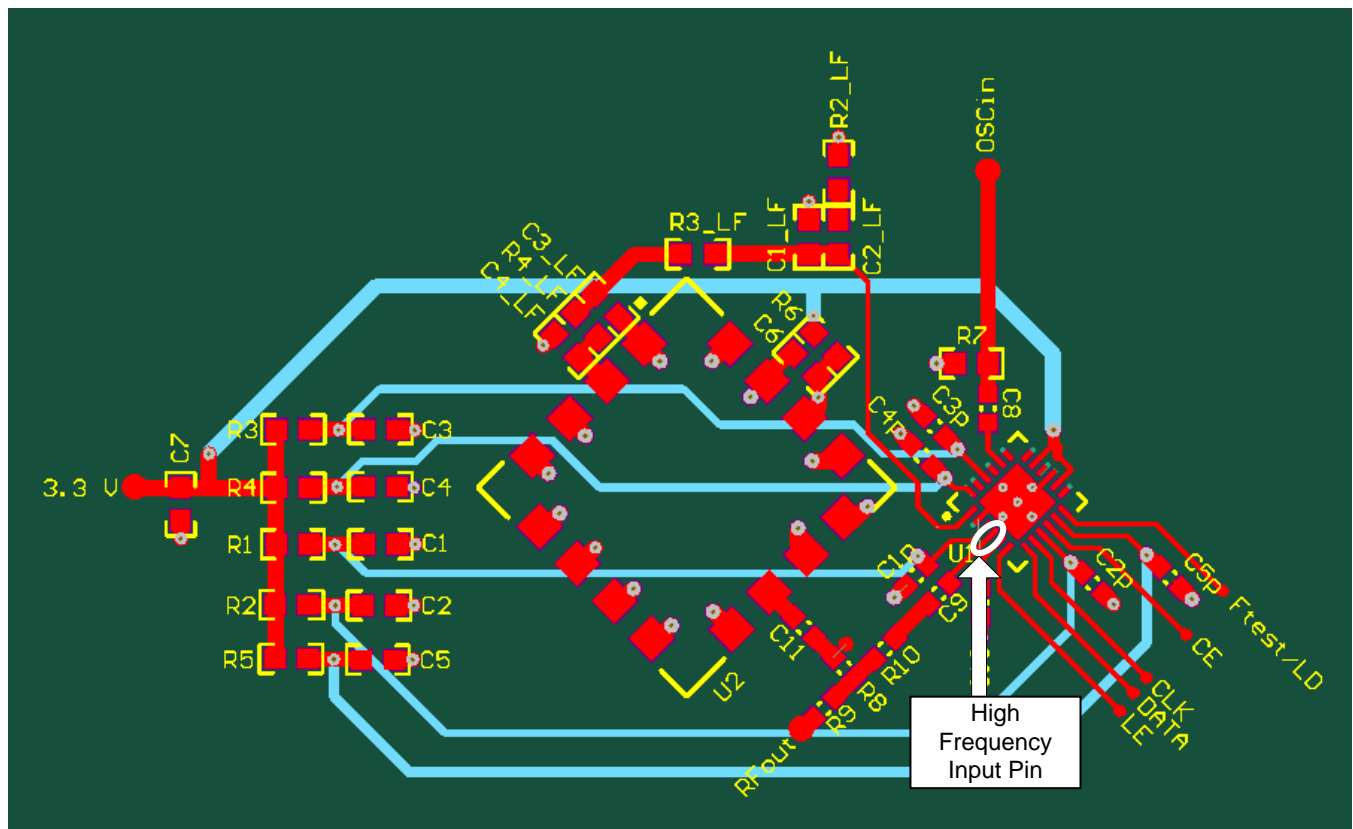 R2_LF
OSCin
R3_LF
C1_LF
C2_LF
C3_LF
R4_LF
C4_LF
R6
C6
R7
C8
C3p
C4p
R3
C3
C7
3.3 V
R4
C4
R1
C1
R2
C2
R5
C5
U1
C1p
C9
C2p
C5p
Ftest/LD
CE
CLK
DATA
LE
C11
R10
R8
R9
U2
RFout
High
Frequency
Input Pin